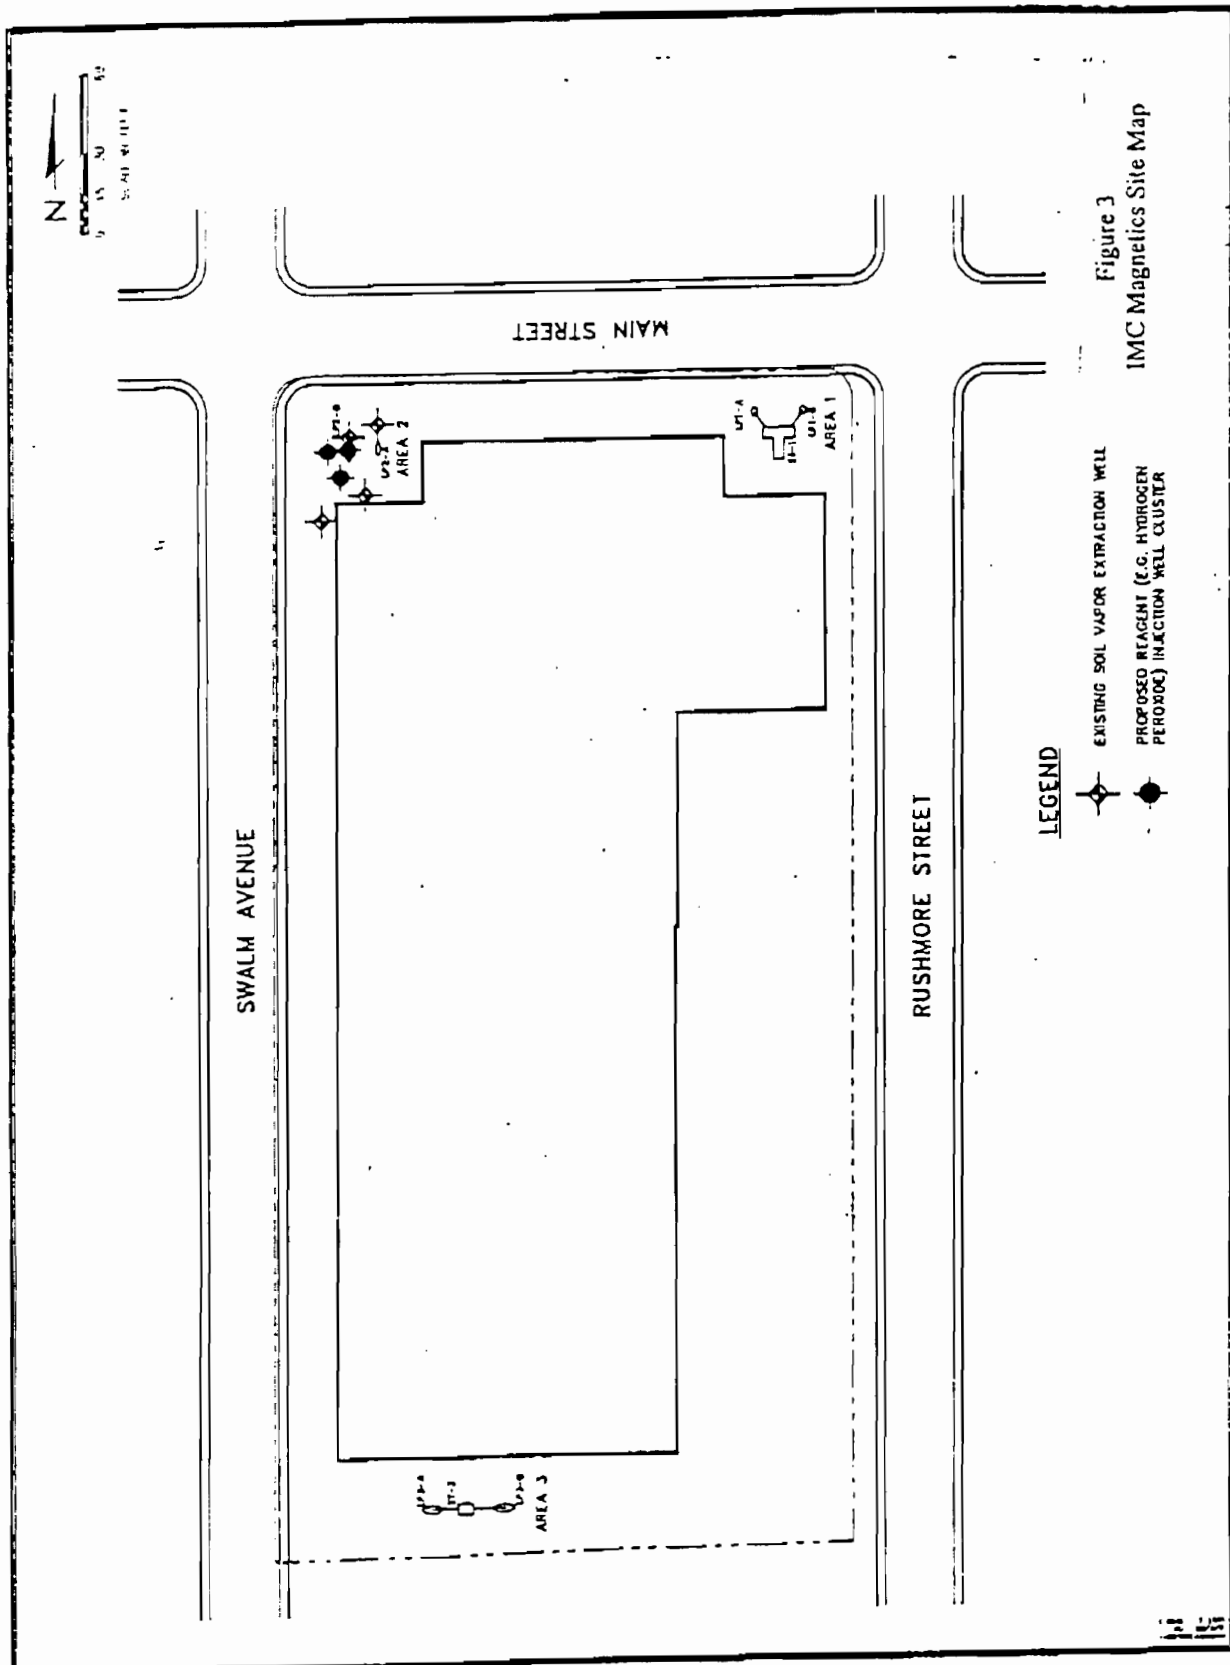 N
MAIN STREET
SWALM AVENUE
AREA 2
AREA 1
LP1-A
AREA 3
RUSHMORE STREET
LEGEND
EXISTING SOIL VAPOR EXTRACTION WELL
PROPOSED REAGENT (E.G. HYDROGEN
PEROXIDE) INJECTION WELL CLUSTER
Figure 3
IMC Magnetics Site Map